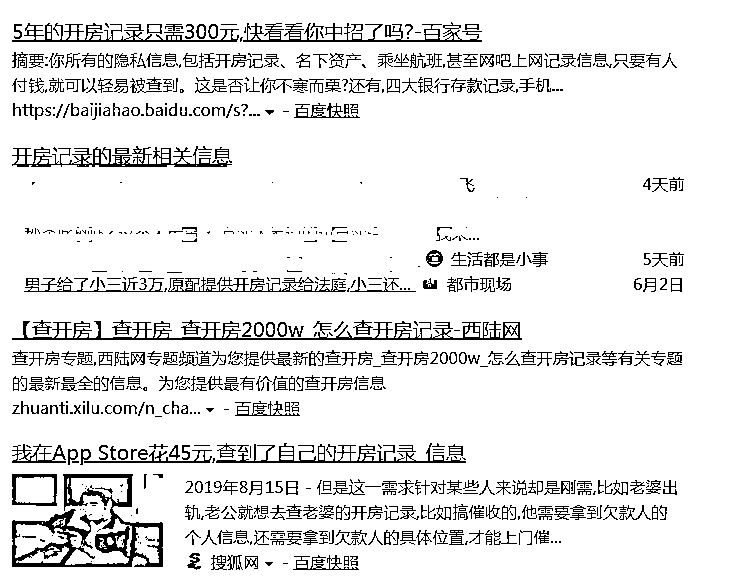 5年的开房记录只需300元,快看看你中招了吗?-百家号
摘要:你所有的隐私信息,包括开房记录、名下资产、乘坐航班,甚至网吧上网记录信息,只要有人
付钱,就可以轻易被查到。这是否让你不寒而栗?还有,四大银行存款记录,手机...
https://baijiahao.baidu.com/s?... - 百度快照
开房记录的最新相关信息
飞 4天前
生活都是小事 5天前
男子给了小三近3万,原配提供开房记录给法庭,小三还... 都市现场 6月2日
【查开房】查开房_查开房2000w_怎么查开房记录-西陆网
查开房专题,西陆网专题频道为您提供最新的查开房_查开房2000w_怎么查开房记录等有关专题
的最新最全的信息。为您提供最有价值的查开房信息
zhuanti.xilu.com/n_cha... - 百度快照
我在App Store花45元,查到了自己的开房记录_信息
2019年8月15日 - 但是这一需求针对某些人来说却是刚需,比如老婆出
轨,老公就想去查老婆的开房记录,比如搞催收的,他需要拿到欠款人的
个人信息,还需要拿到欠款人的具体位置,才能上门催...
搜狐网 - 百度快照